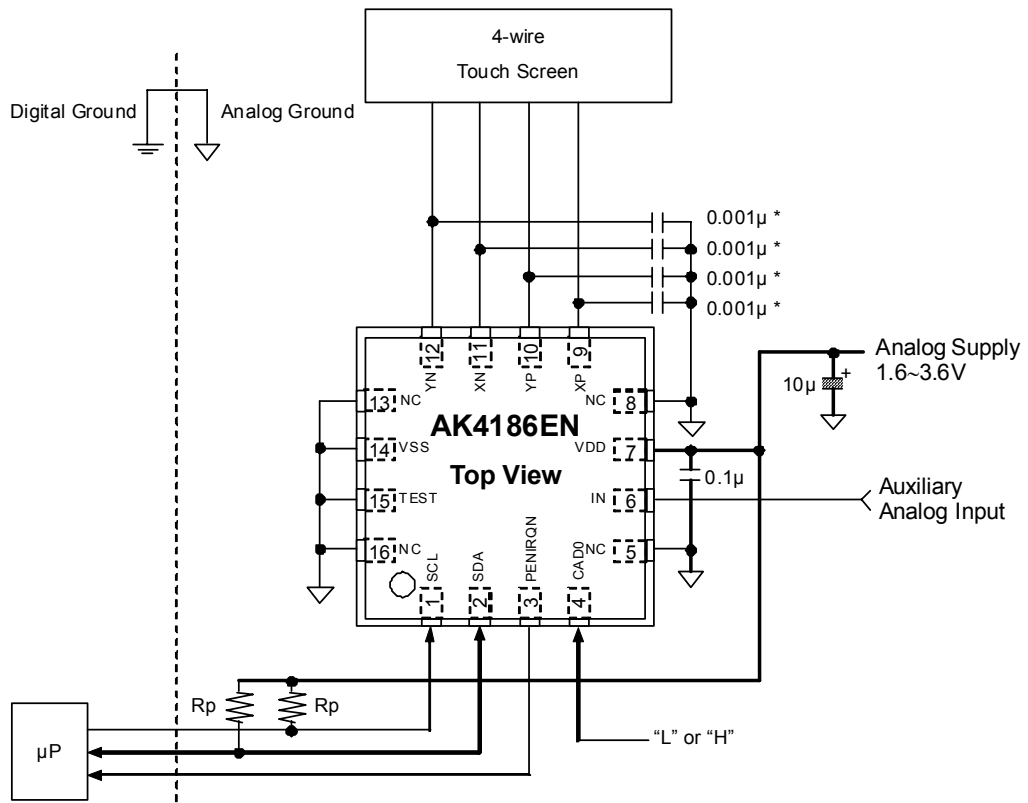 4-wire
Touch Screen
Digital Ground
Analog Ground
0.001µ *
0.001µ *
0.001µ *
0.001µ *
12
11
10
9
YN
XN
YP
XP
Analog Supply
1.6~3.6V
10µ
+
13
NC
NC
8
AK4186EN
14
VSS
VDD
7
Top View
0.1µ
15
TEST
IN
6
Auxiliary
Analog Input
16
NC
NC
5
SCL
SDA
PENIRQN
CAD0
1
2
3
4
Rp
Rp
µP
“L” or “H”